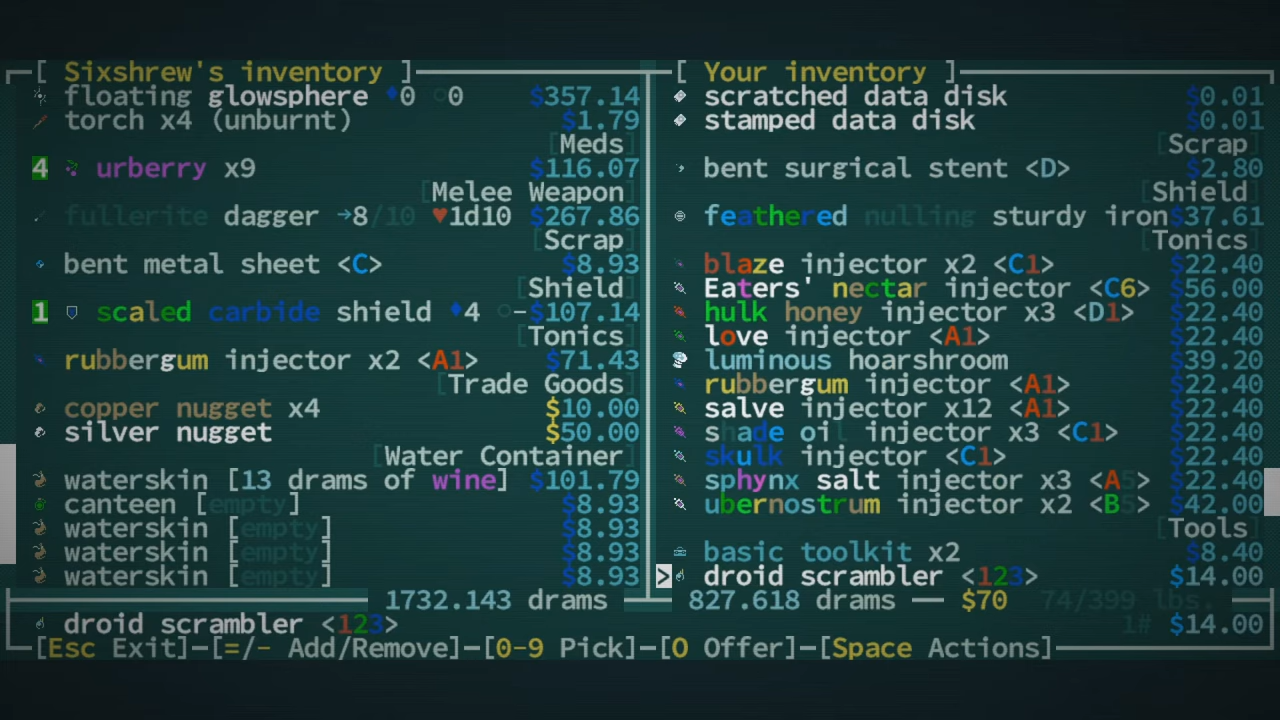 [ Sixshrew's inventory ]
floating glowsphere ♦0 ○0 $357.14
torch x4 (unburnt) $1.79
[Meds]
4 urberry x9 $116.07
[Melee Weapon]
fullerite dagger →8/10 ♥1d10 $267.86
[Scrap]
bent metal sheet <C> $8.93
[Shield]
1 scaled carbide shield ♦4 ○-$107.14
[Tonics]
rubbergum injector x2 <A1> $71.43
[Trade Goods]
copper nugget x4 $10.00
silver nugget $50.00
[Water Container]
waterskin [13 drams of wine] $101.79
canteen [empty] $8.93
waterskin [empty] $8.93
waterskin [empty] $8.93
waterskin [empty] $8.93
1732.143 drams
[ Your inventory ]
scratched data disk $0.01
stamped data disk $0.01
[Scrap]
bent surgical stent <D> $2.80
[Shield]
feathered nulling sturdy iron$37.61
[Tonics]
blaze injector x2 <C1> $22.40
Eaters' nectar injector <C6> $56.00
hulk honey injector x3 <D1> $22.40
love injector <A1> $22.40
luminous hoarshroom $39.20
rubbergum injector <A1> $22.40
salve injector x12 <A1> $22.40
shade oil injector x3 <C1> $22.40
skulk injector <C1> $22.40
sphynx salt injector x3 <A5> $22.40
ubernostrum injector x2 <B5> $42.00
[Tools]
basic toolkit x2 $8.40
> droid scrambler <123> $14.00
827.618 drams — $70 74/399 lbs.
droid scrambler <123> 1# $14.00
[Esc Exit]—[=/- Add/Remove]—[0-9 Pick]—[O Offer]—[Space Actions]